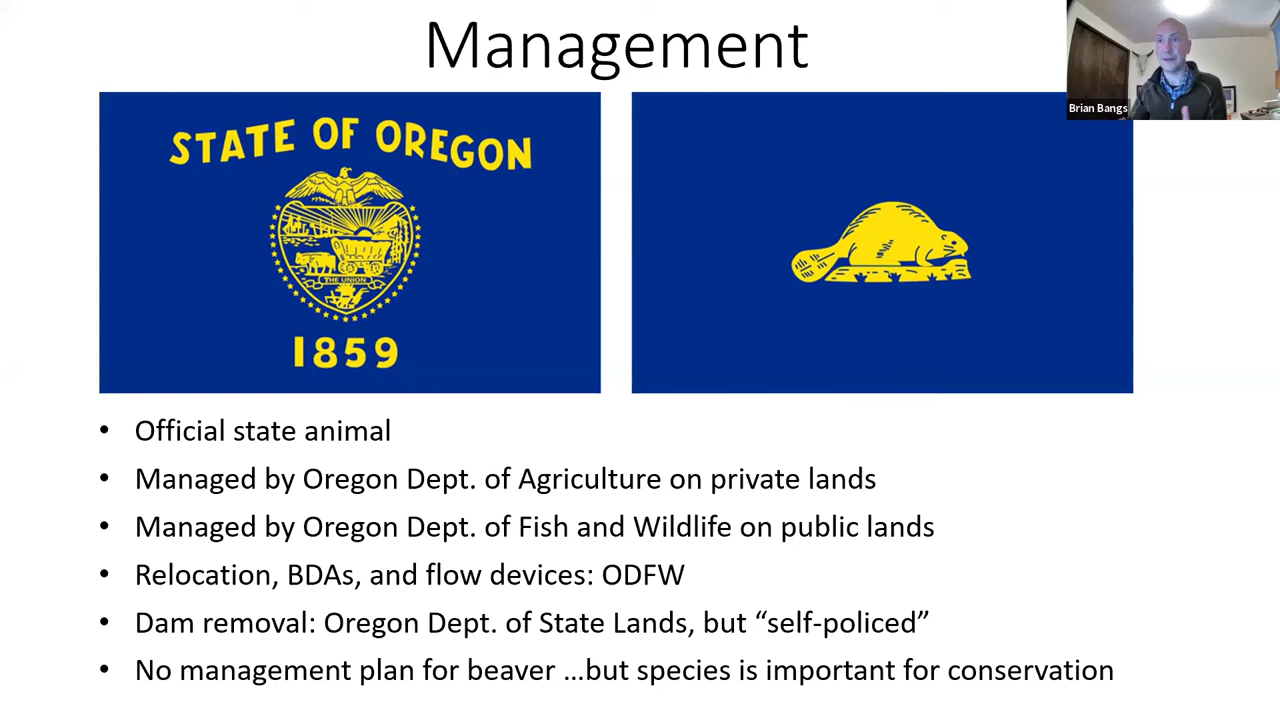 Management
Brian Bangs
STATE OF OREGON
THE UNION
1859
• Official state animal
• Managed by Oregon Dept. of Agriculture on private lands
• Managed by Oregon Dept. of Fish and Wildlife on public lands
• Relocation, BDAs, and flow devices: ODFW
• Dam removal: Oregon Dept. of State Lands, but “self-policed”
• No management plan for beaver …but species is important for conservation